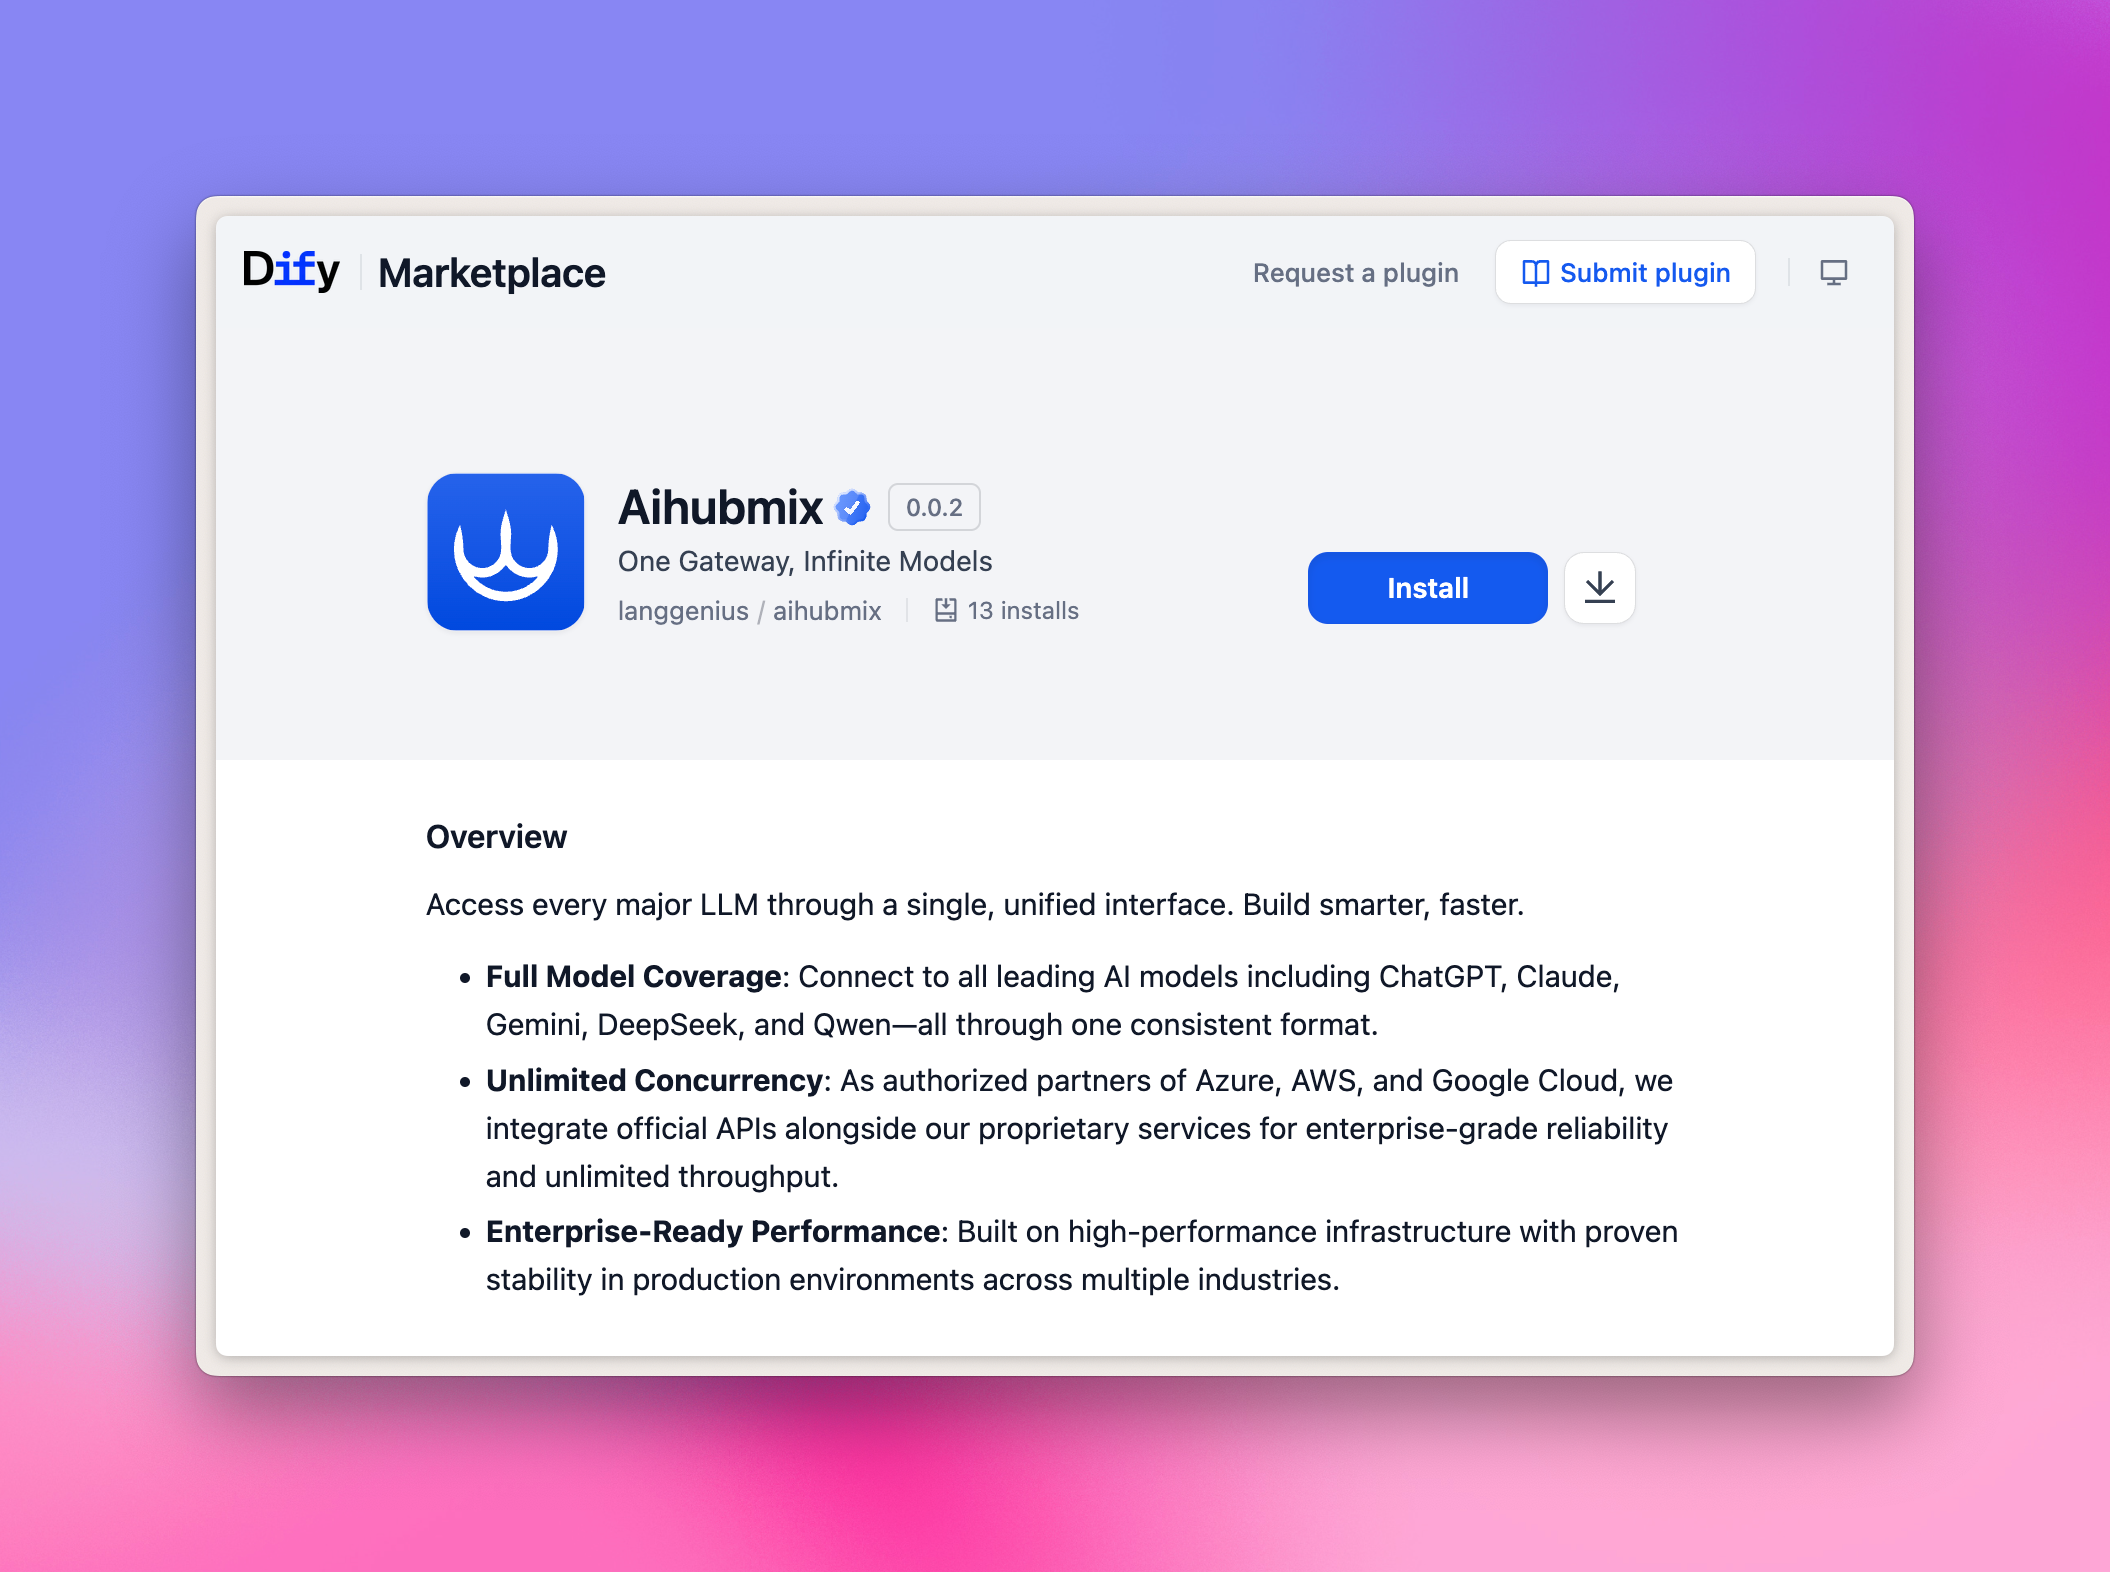 Dify Marketplace
Request a plugin
Submit plugin
Aihubmix
0.0.2
One Gateway, Infinite Models
langgenius / aihubmix
13 installs
Install
Overview
Access every major LLM through a single, unified interface. Build smarter, faster.
• Full Model Coverage: Connect to all leading AI models including ChatGPT, Claude,
Gemini, DeepSeek, and Qwen—all through one consistent format.
• Unlimited Concurrency: As authorized partners of Azure, AWS, and Google Cloud, we
integrate official APIs alongside our proprietary services for enterprise-grade reliability
and unlimited throughput.
• Enterprise-Ready Performance: Built on high-performance infrastructure with proven
stability in production environments across multiple industries.